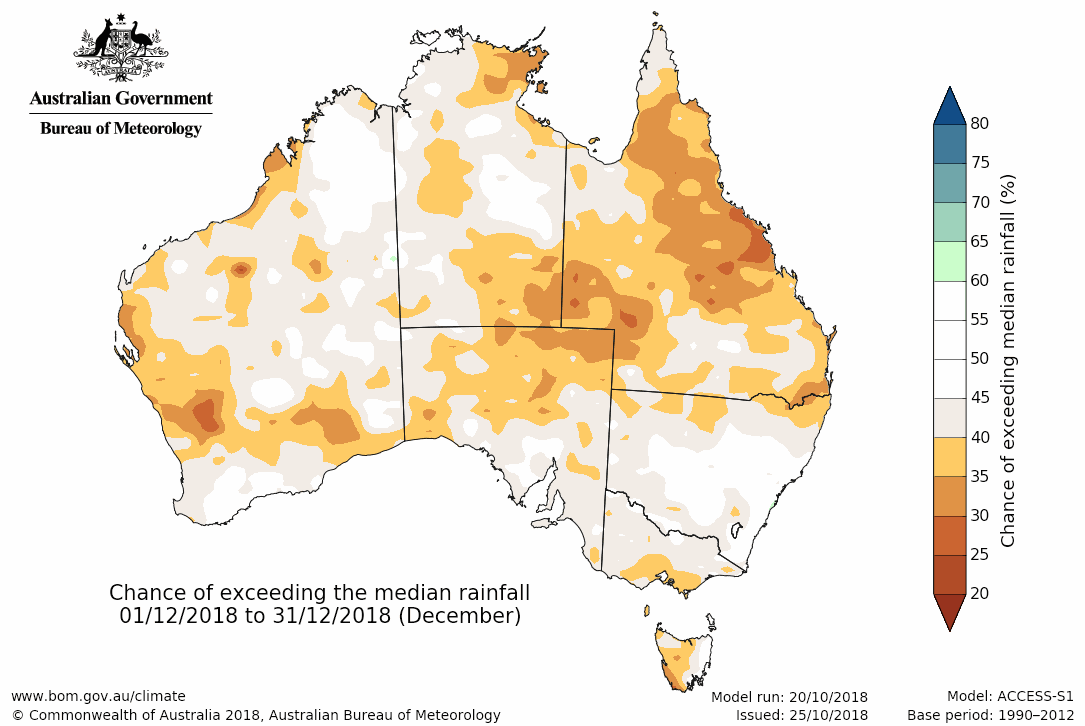 Australian Government
Bureau of Meteorology
80
75
70
65
60
55
50
45
40
35
30
25
20
Chance of exceeding median rainfall (%)
Chance of exceeding the median rainfall
01/12/2018 to 31/12/2018 (December)
www.bom.gov.au/climate
© Commonwealth of Australia 2018, Australian Bureau of Meteorology
Model run: 20/10/2018
Issued: 25/10/2018
Model: ACCESS-S1
Base period: 1990–2012